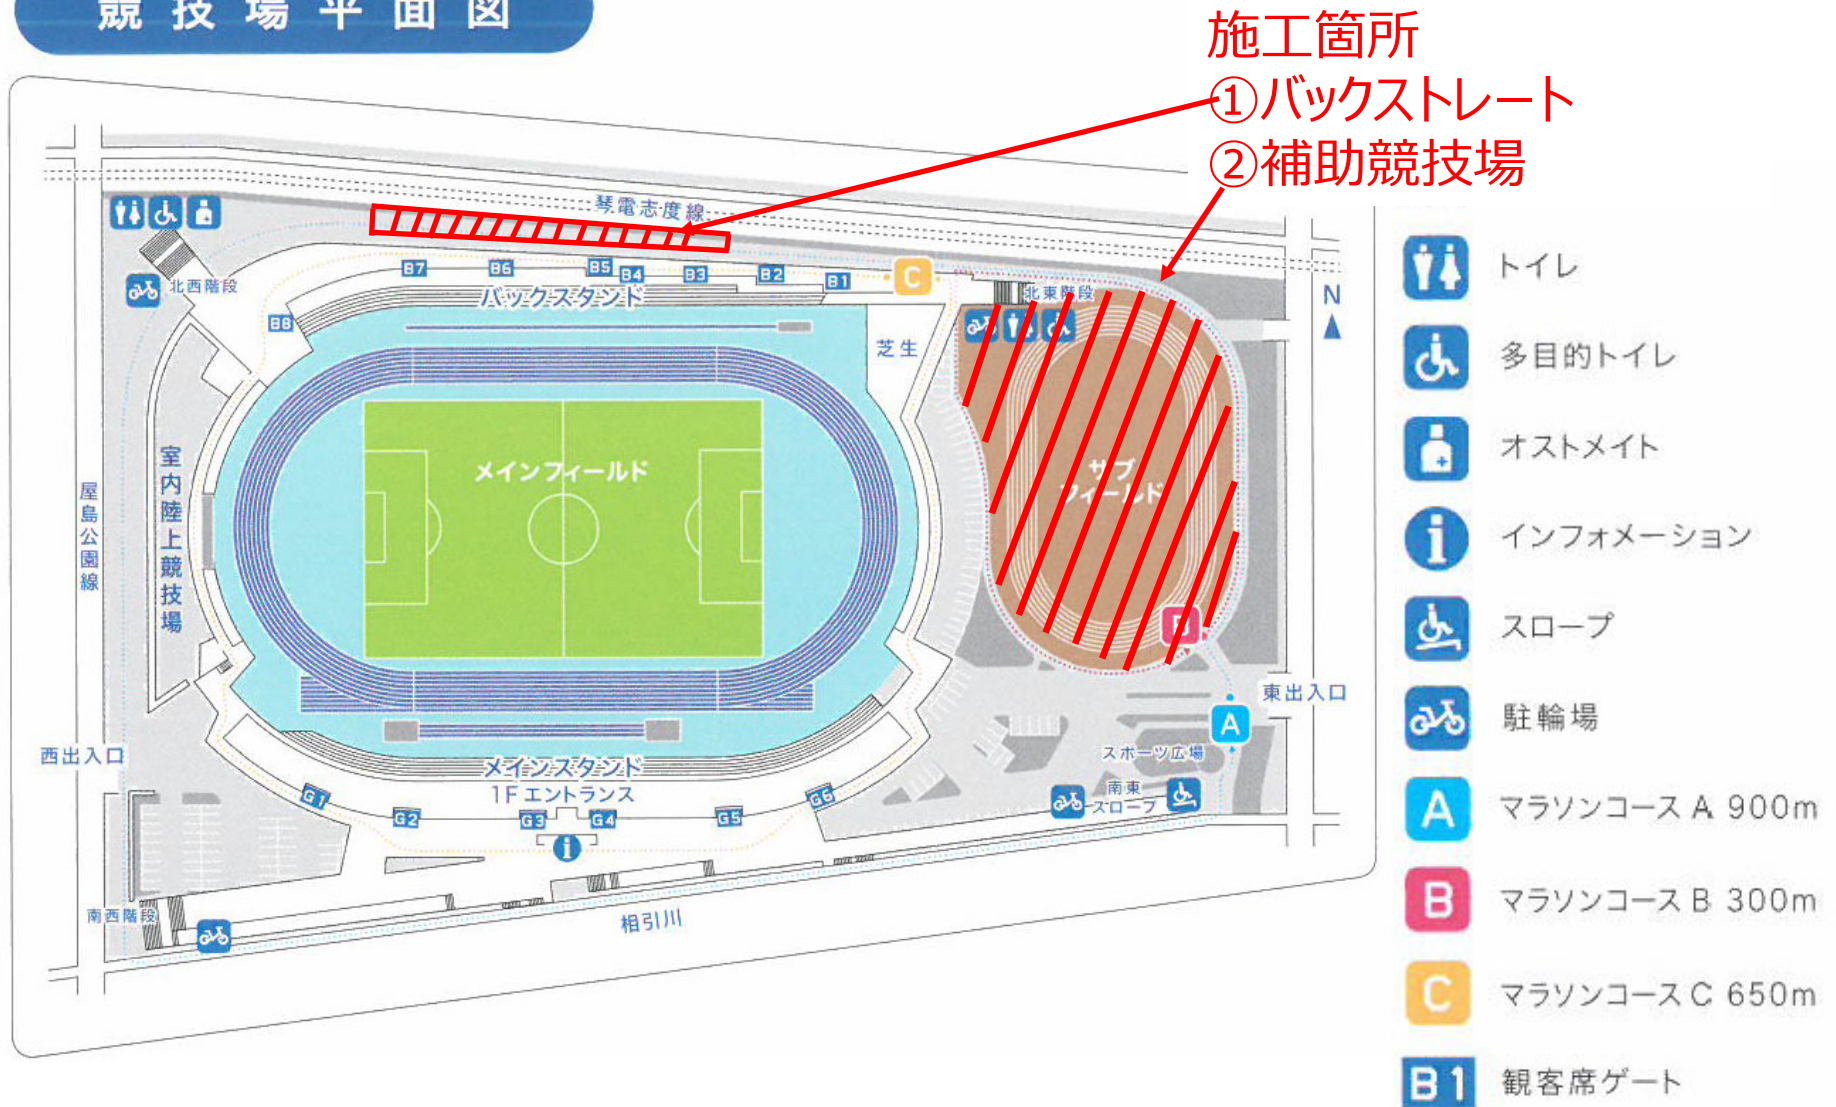 競技場平面図
施工箇所
①バックストレート
②補助競技場
琴電志度線
北西階段
B7
B6
B5
B4
B3
B2
B1
C
バックスタンド
B8
北東階段
芝生
N
サブ
フィールド
メインフィールド
室内陸上競技場
屋島公園線
B
東出入口
A
スポーツ広場
南東
スロープ
西出入口
メインスタンド
1F エントランス
G1
G2
G3
G4
G5
G6
i
南西階段
相引川
トイレ
多目的トイレ
オストメイト
i インフォメーション
スロープ
駐輪場
A マラソンコース A 900m
B マラソンコース B 300m
C マラソンコース C 650m
B1 観客席ゲート